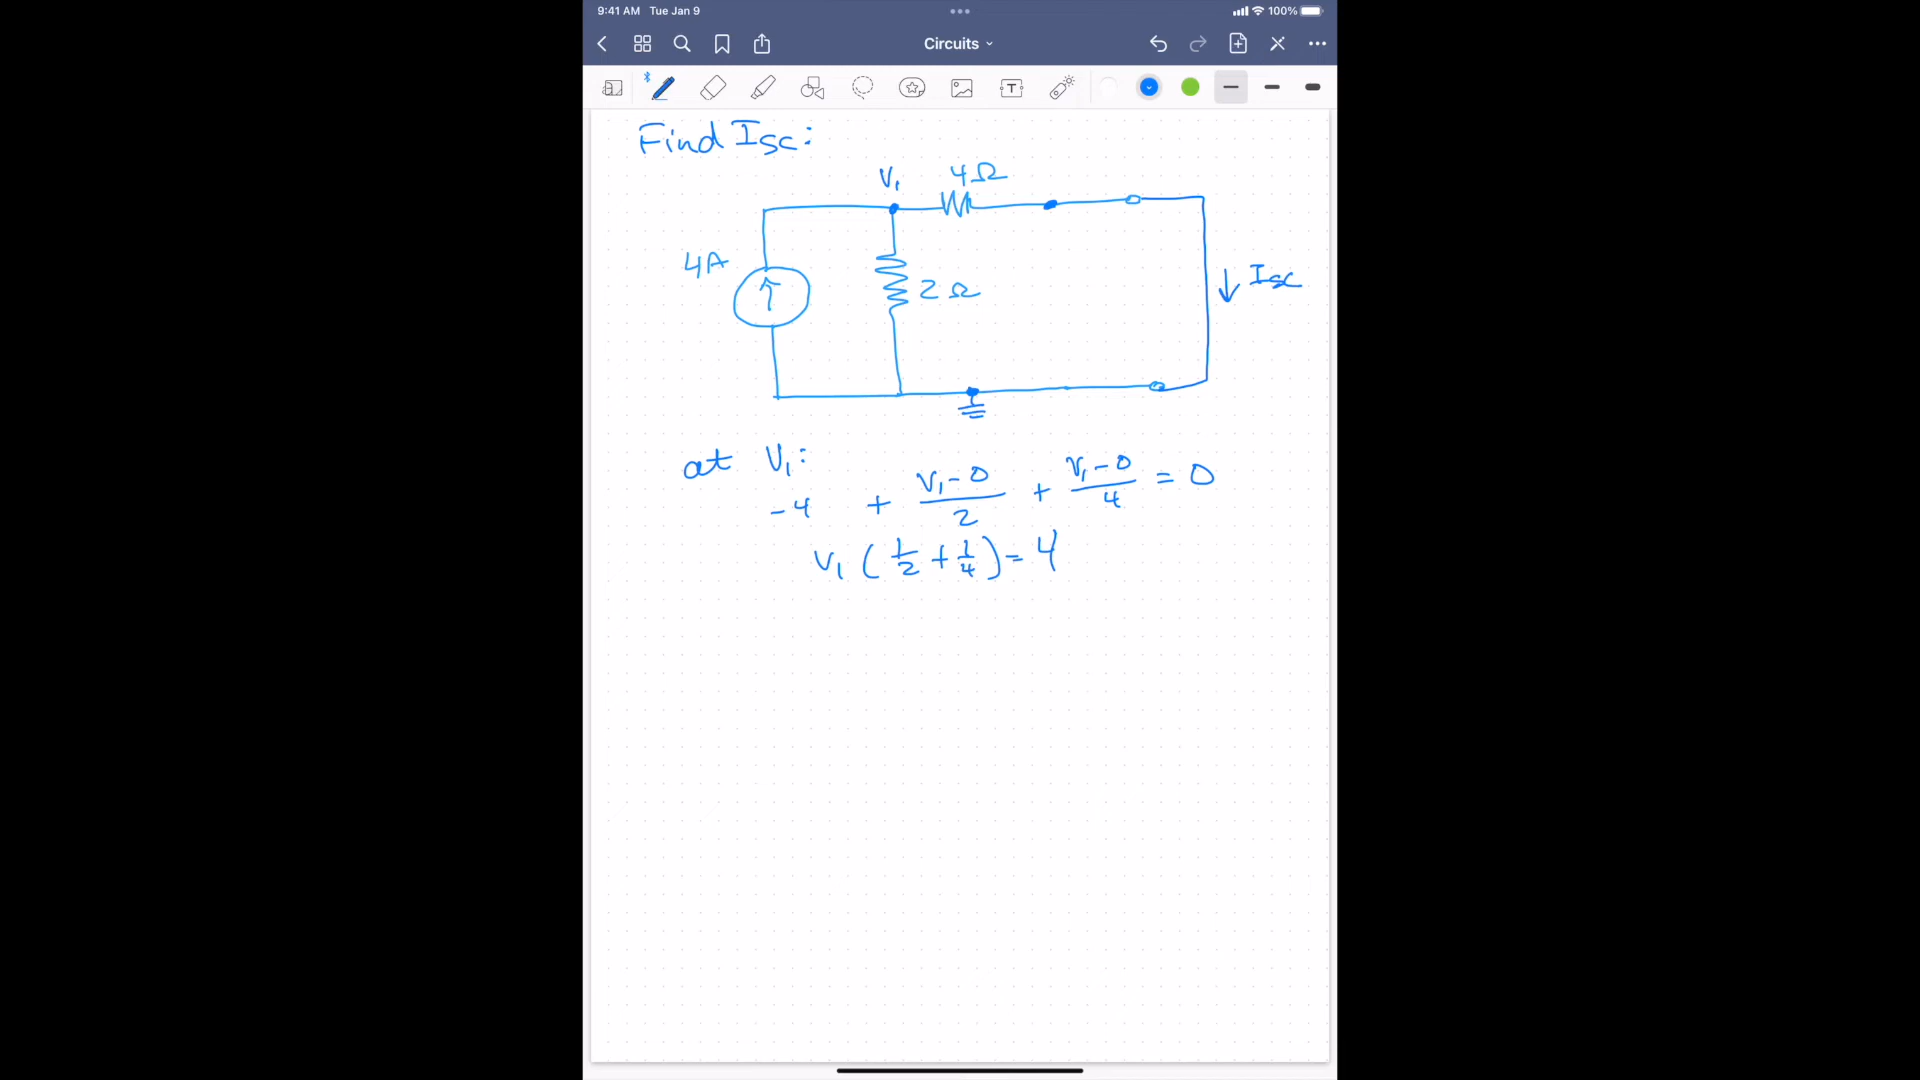 9:41 AM Tue Jan 9 100%
Circuits
Find Isc:
V₁ 4Ω
4A
2Ω
Isc
at V₁:
-4 + (V₁-0)/2 + (V₁-0)/4 = 0
V₁ (1/2 + 1/4) = 4